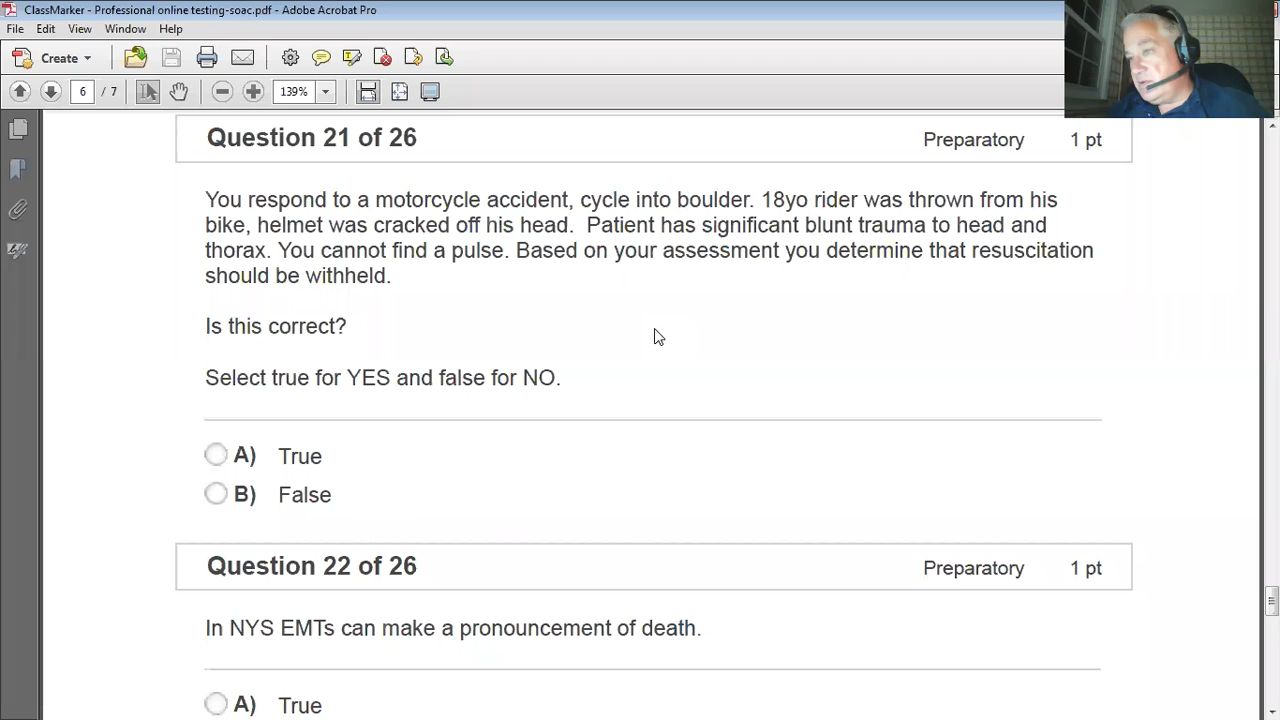 ClassMarker - Professional online testing-soac.pdf - Adobe Acrobat Pro
File Edit View Window Help
Create
6 / 7 139%
Question 21 of 26 Preparatory 1 pt
You respond to a motorcycle accident, cycle into boulder. 18yo rider was thrown from his
bike, helmet was cracked off his head. Patient has significant blunt trauma to head and
thorax. You cannot find a pulse. Based on your assessment you determine that resuscitation
should be withheld.
Is this correct?
Select true for YES and false for NO.
A) True
B) False
Question 22 of 26 Preparatory 1 pt
In NYS EMTs can make a pronouncement of death.
A) True